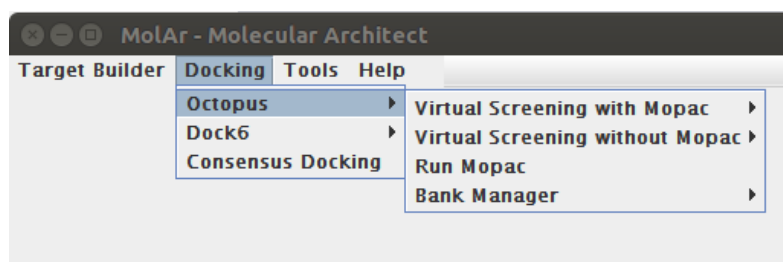 MolAr - Molecular Architect
Target Builder Docking Tools Help
Octopus
Dock6
Consensus Docking
Virtual Screening with Mopac
Virtual Screening without Mopac
Run Mopac
Bank Manager